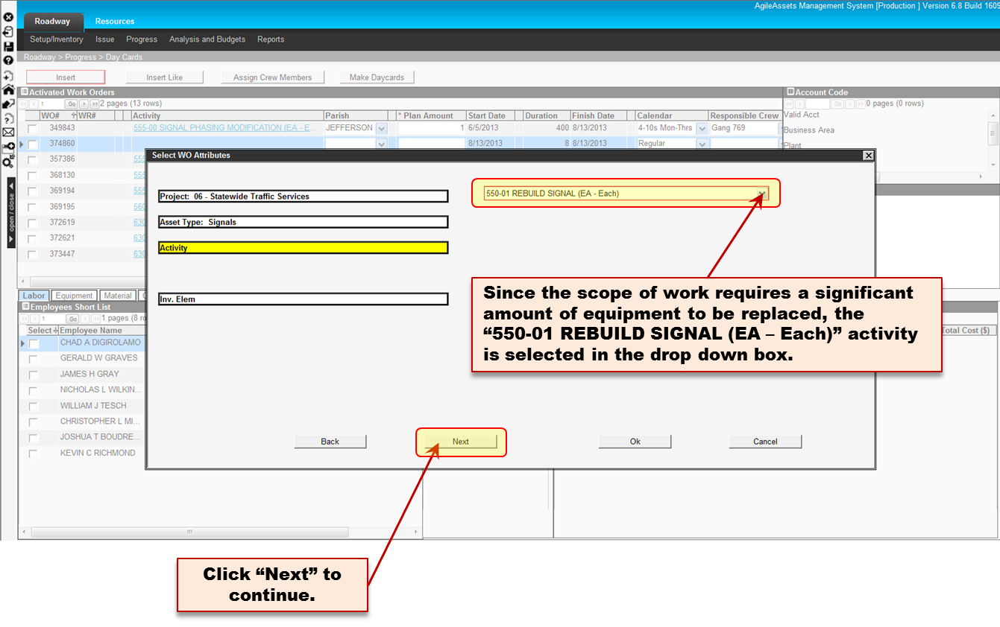 AgileAssets Management System [Production ] Version 6.8 Build 1609
Roadway Resources
Setup/Inventory Issue Progress Analysis and Budgets Reports
Roadway > Progress > Day Cards
Insert Insert Like Assign Crew Members Make Daycards
Activated Work Orders
1 Go 2 pages (13 rows)
WO# WR# Activity Parish * Plan Amount Start Date Duration Finish Date Calendar Responsible Crew
349843 555-00 SIGNAL PHASING MODIFICATION (EA - E... JEFFERSON 1 6/5/2013 400 8/13/2013 4-10s Mon-Thrs Gang 769
374860 8/13/2013 8 8/13/2013 Regular
357386 555
368130 555
369194 555
369195 560
372619 630
372621 630
373447 630
Account Code
Go 0 pages (0 rows)
Valid Acct
Business Area
Plant
open / close
Select WO Attributes
Project: 06 - Statewide Traffic Services
Asset Type: Signals
Activity
Inv. Elem
550-01 REBUILD SIGNAL (EA - Each)
Since the scope of work requires a significant
amount of equipment to be replaced, the
“550-01 REBUILD SIGNAL (EA – Each)” activity
is selected in the drop down box.
Back Next Ok Cancel
Labor Equipment Material
Employees Short List
1 Go 1 pages (8 ro
Select Employee Name
CHAD A DIGIROLAMO
GERALD W GRAVES
JAMES H GRAY
NICHOLAS L WILKIN...
WILLIAM J TESCH
CHRISTOPHER L MI...
JOSHUA T BOUDRE...
KEVIN C RICHMOND
Total Cost ($)
Click “Next” to
continue.